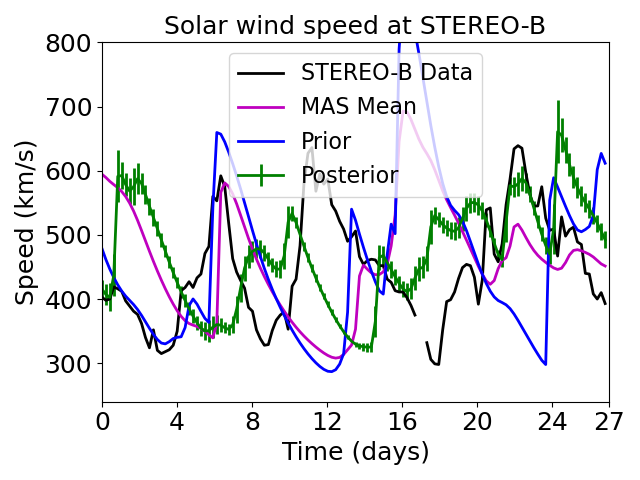 Solar wind speed at STEREO-B
800
700
600
500
400
300
Speed (km/s)
STEREO-B Data
MAS Mean
Prior
Posterior
0 4 8 12 16 20 24 27
Time (days)